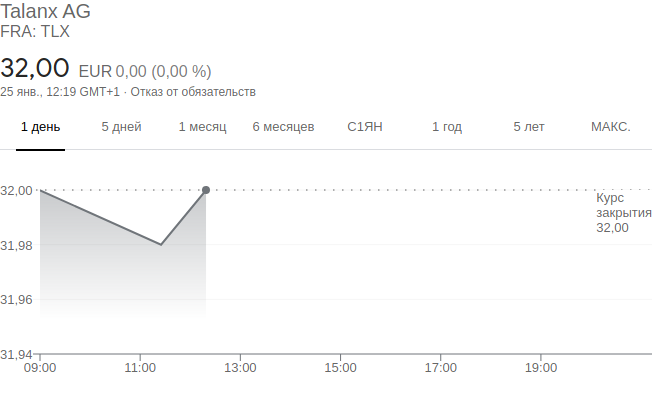 Talanx AG
FRA: TLX
32,00 EUR 0,00 (0,00 %)
25 янв., 12:19 GMT+1 · Отказ от обязательств
1 день 5 дней 1 месяц 6 месяцев С1ЯН 1 год 5 лет МАКС.
32,00
Курс
закрытия
32,00
31,98
31,96
31,94
09:00 11:00 13:00 15:00 17:00 19:00